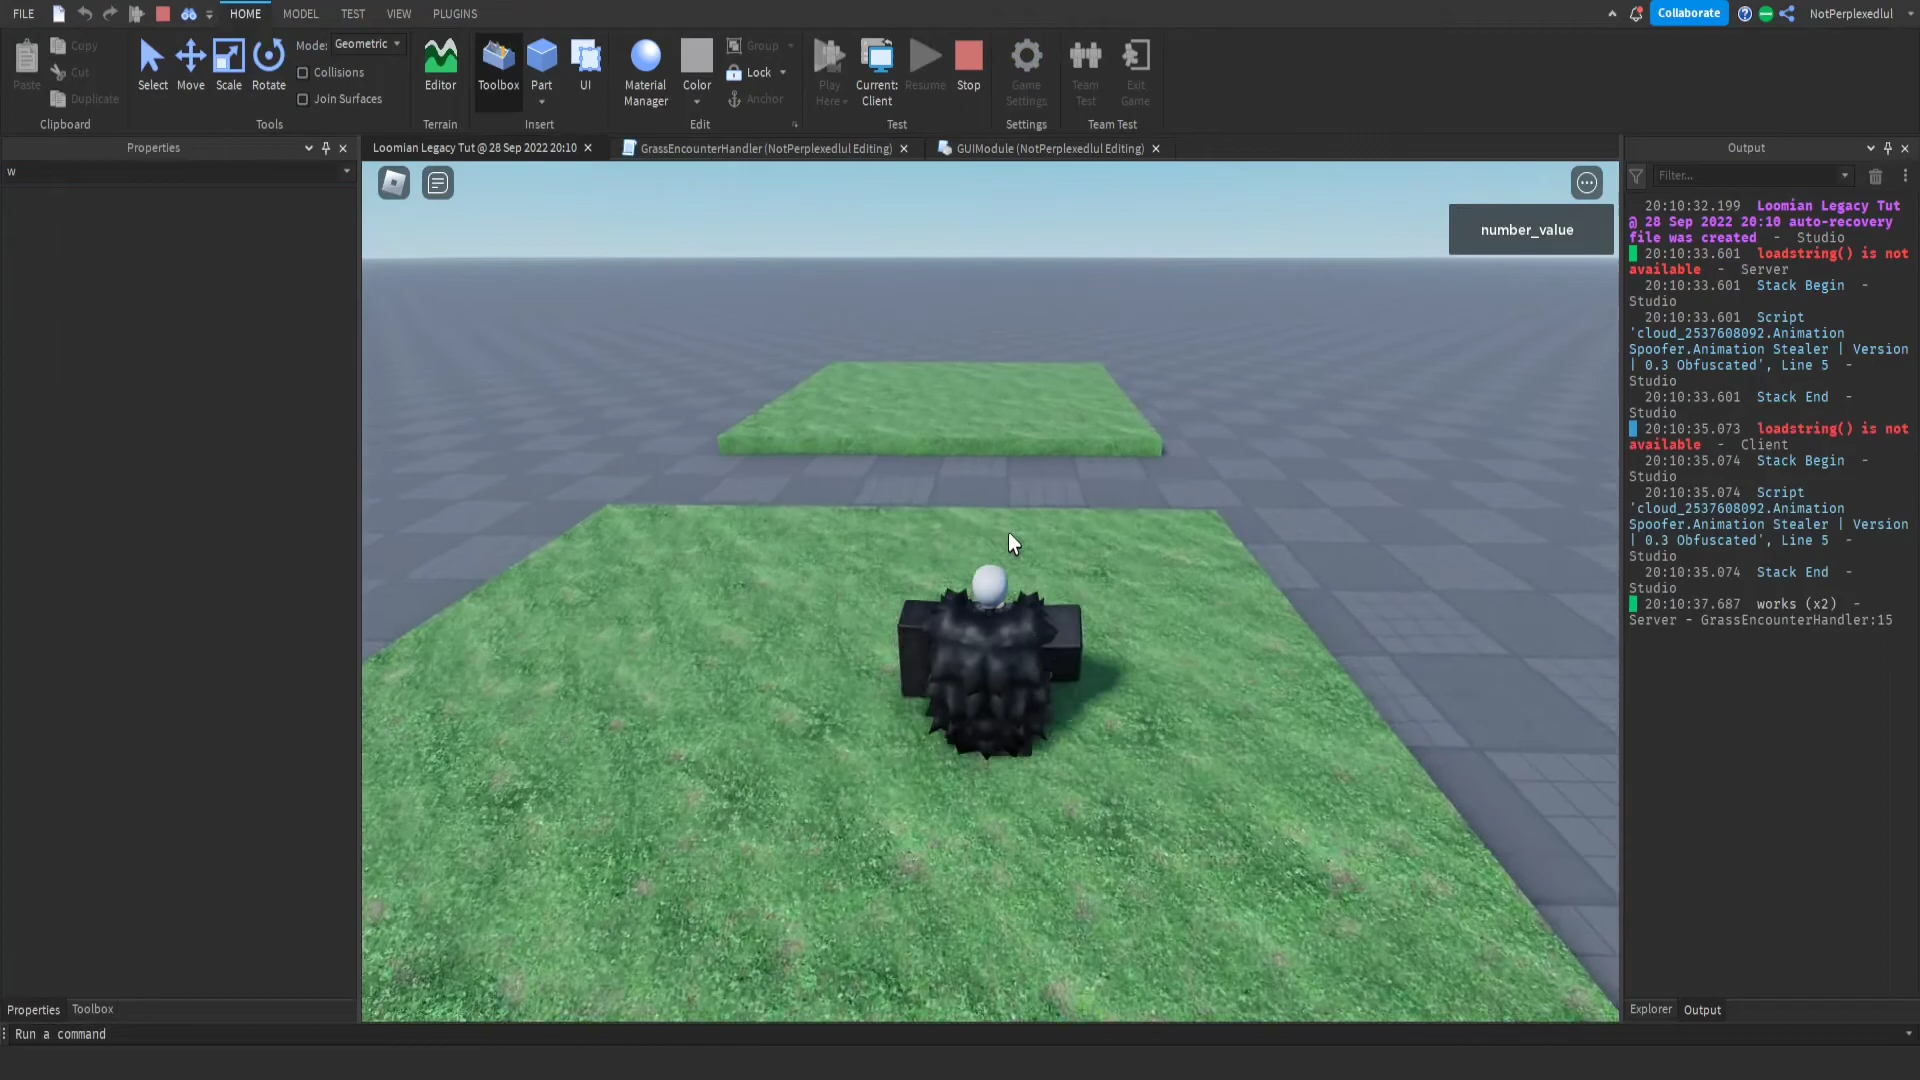 FILE
HOME
MODEL
TEST
VIEW
PLUGINS
Collaborate
NotPerplexedlul
Paste
Copy
Cut
Duplicate
Clipboard
Select
Move
Scale
Rotate
Mode:
Geometric
Collisions
Join Surfaces
Tools
Editor
Terrain
Toolbox
Part
UI
Insert
Material
Manager
Color
Group
Lock
Anchor
Edit
Play
Here
Current:
Client
Resume
Stop
Test
Game
Settings
Settings
Team
Test
Exit
Game
Team Test
Properties
w
Loomian Legacy Tut @ 28 Sep 2022 20:10
GrassEncounterHandler (NotPerplexedlul Editing)
GUIModule (NotPerplexedlul Editing)
number_value
Output
Filter...
20:10:32.199 Loomian Legacy Tut
@ 28 Sep 2022 20:10 auto-recovery
file was created - Studio
20:10:33.601 loadstring() is not
available - Server
20:10:33.601 Stack Begin -
Studio
20:10:33.601 Script
'cloud_2537608092.Animation
Spoofer.Animation Stealer | Version
| 0.3 Obfuscated', Line 5 -
Studio
20:10:33.601 Stack End -
Studio
20:10:35.073 loadstring() is not
available - Client
20:10:35.074 Stack Begin -
Studio
20:10:35.074 Script
'cloud_2537608092.Animation
Spoofer.Animation Stealer | Version
| 0.3 Obfuscated', Line 5 -
Studio
20:10:35.074 Stack End -
Studio
20:10:37.687 works (x2) -
Server - GrassEncounterHandler:15
Properties
Toolbox
Explorer
Output
Run a command